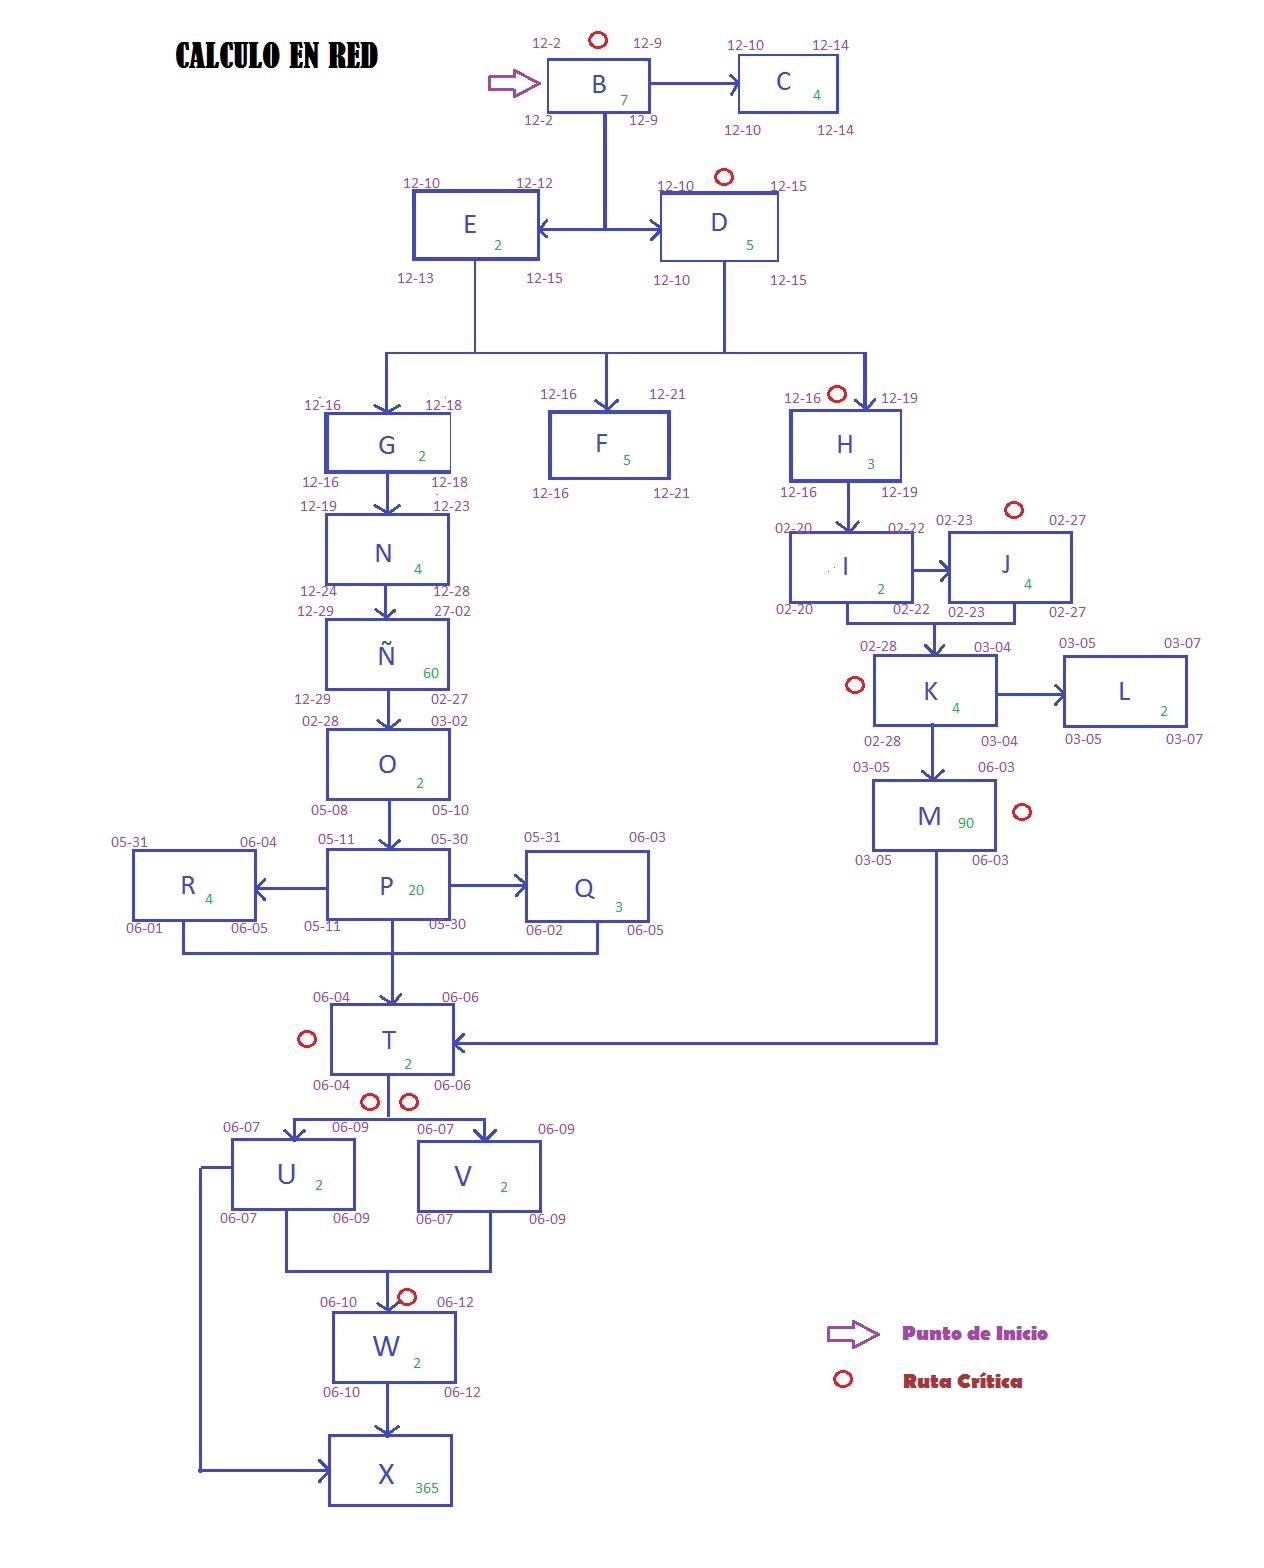 CALCULO EN RED
12-2 12-9 12-10 12-14
B 7 C 4
12-2 12-9 12-10 12-14
12-10 12-12 12-10 12-15
E 2 D 5
12-13 12-15 12-10 12-15
12-16 12-18 12-16 12-21 12-16 12-19
G 2 F 5 H 3
12-16 12-18 12-16 12-21 12-16 12-19
12-19 12-23 02-20 02-22 02-23 02-27
N 4 I 2 J 4
12-24 12-28 02-20 02-22 02-23 02-27
12-29 27-02 02-28 03-04 03-05 03-07
Ñ 60 K 4 L 2
12-29 02-27 02-28 03-04 03-05 03-07
02-28 03-02 03-05 06-03
O 2 M 90
05-08 05-10 03-05 06-03
05-31 06-04 05-11 05-30 05-31 06-03
R 4 P 20 Q 3
06-01 06-05 05-11 05-30 06-02 06-05
06-04 06-06
T 2
06-04 06-06
06-07 06-09 06-07 06-09
U 2 V 2
06-07 06-09 06-07 06-09
06-10 06-12
W 2
06-10 06-12
Punto de Inicio
Ruta Crítica
X 365